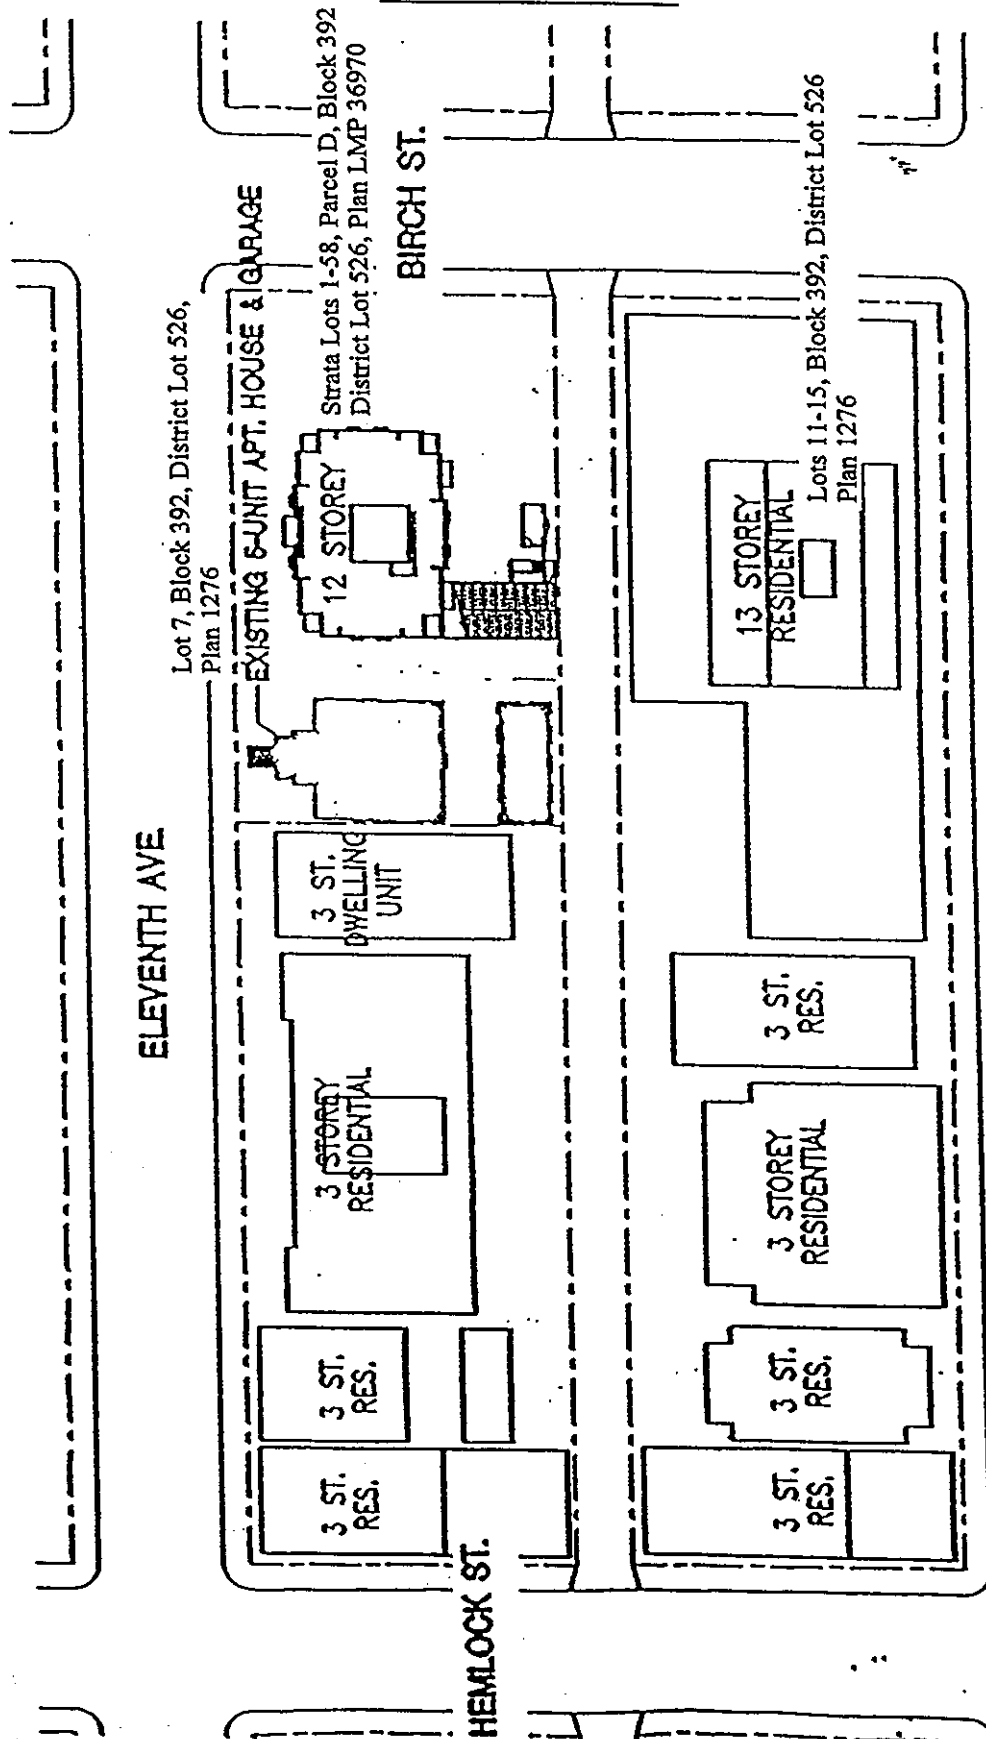 ELEVENTH AVE.
Lot 7, Block 392, District Lot 526,
Plan 1276
EXISTING 6-UNIT APT. HOUSE & GARAGE
Strata Lots 1-58, Parcel D, Block 392
District Lot 526, Plan LMP 36970
BIRCH ST.
HEMLOCK ST.
3 ST.
RES.
3 ST.
RES.
3 STOREY
RESIDENTIAL
3 ST.
DWELLING
UNIT
12 STOREY
3 ST.
RES.
3 ST.
RES.
3 STOREY
RESIDENTIAL
3 ST.
RES.
13 STOREY
RESIDENTIAL
Lots 11-15, Block 392, District Lot 526
Plan 1276